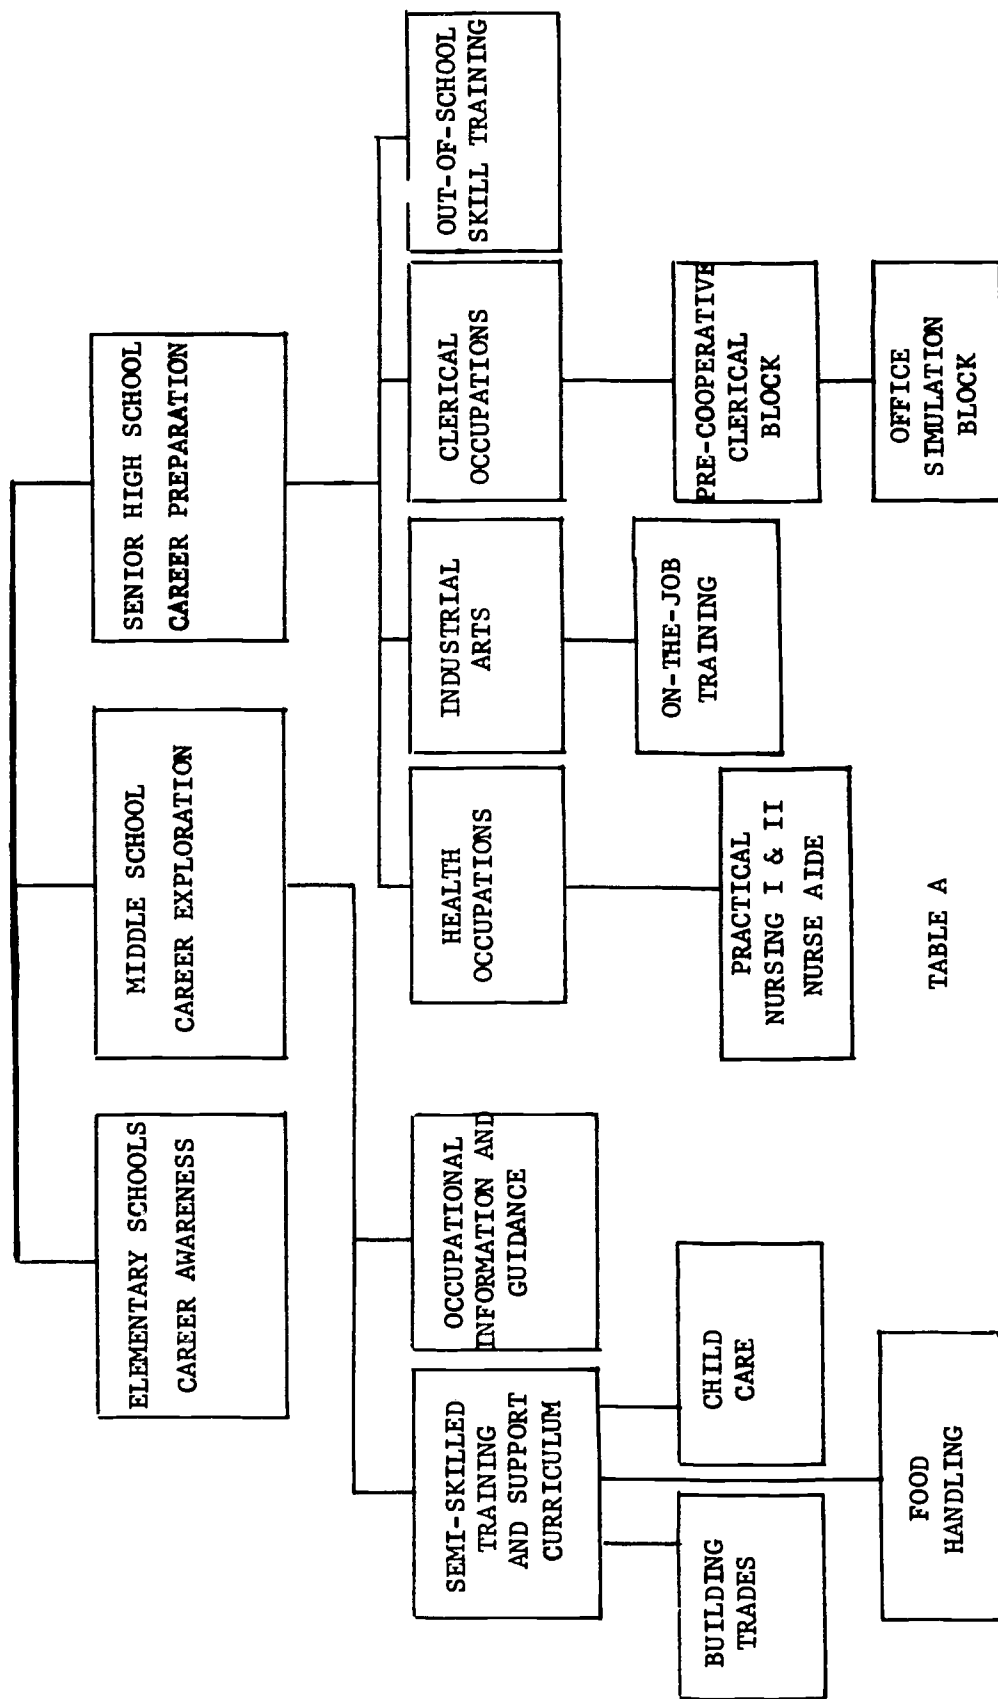 ELEMENTARY SCHOOLS
CAREER AWARENESS
MIDDLE SCHOOL
CAREER EXPLORATION
SENIOR HIGH SCHOOL
CAREER PREPARATION
SEMI-SKILLED
TRAINING
AND SUPPORT
CURRICULUM
OCCUPATIONAL
INFORMATION AND
GUIDANCE
HEALTH
OCCUPATIONS
INDUSTRIAL
ARTS
CLERICAL
OCCUPATIONS
OUT-OF-SCHOOL
SKILL TRAINING
BUILDING
TRADES
CHILD
CARE
FOOD
HANDLING
PRACTICAL
NURSING I & II
NURSE AIDE
ON-THE-JOB
TRAINING
PRE-COOPERATIVE
CLERICAL
BLOCK
OFFICE
SIMULATION
BLOCK
TABLE A